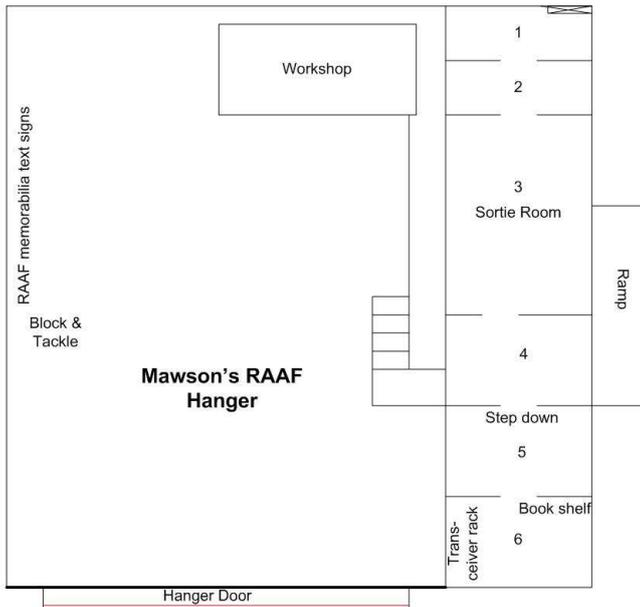 1
Workshop
2
RAAF memorabilia text signs
3
Sortie Room
Ramp
Block &
Tackle
4
Mawson's RAAF
Hanger
Step down
5
Book shelf
Trans-
ceiver rack
6
Hanger Door